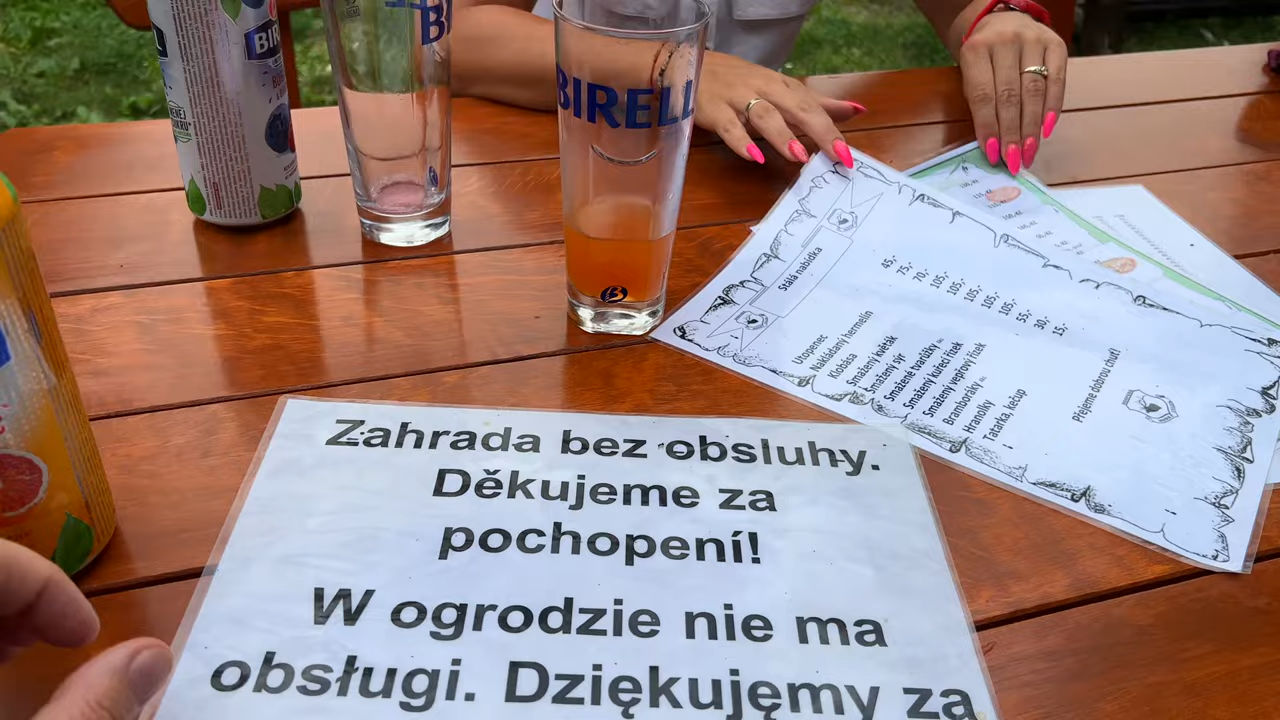 BIR
BIRELL
Zahrada bez obsluhy.
Děkujeme za
pochopení!
W ogrodzie nie ma
obsługi. Dziękujęmy za
Stálá nabídka
Utopenec 45,-
Nakládaný hermelín 75,-
Klobása 70,-
Smažený květák 105,-
Smažený sýr 105,-
Smažené tvarůžky 105,-
Smažený kuřecí řízek 105,-
Smažený vepřový řízek 105,-
Bramboráky 55,-
Hranolky 30,-
Tatarka, kečup 15,-
Přejeme dobrou chuť!